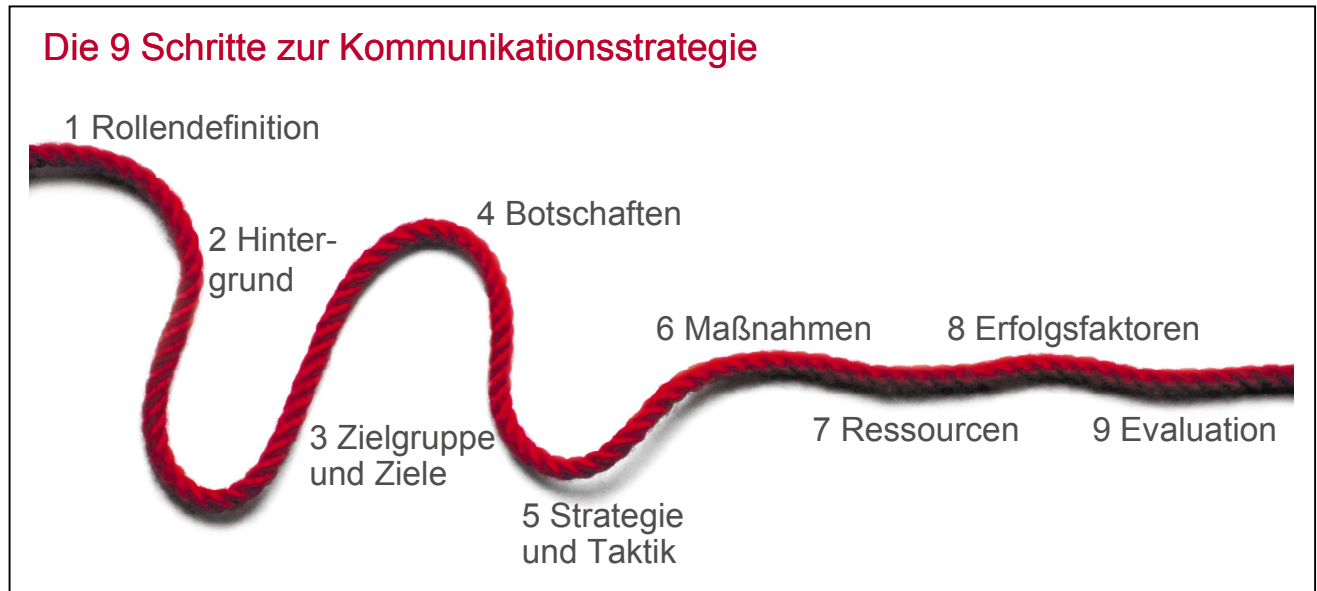 Die 9 Schritte zur Kommunikationsstrategie
1 Rollendefinition
2 Hinter-
grund
3 Zielgruppe
und Ziele
4 Botschaften
5 Strategie
und Taktik
6 Maßnahmen
7 Ressourcen
8 Erfolgsfaktoren
9 Evaluation